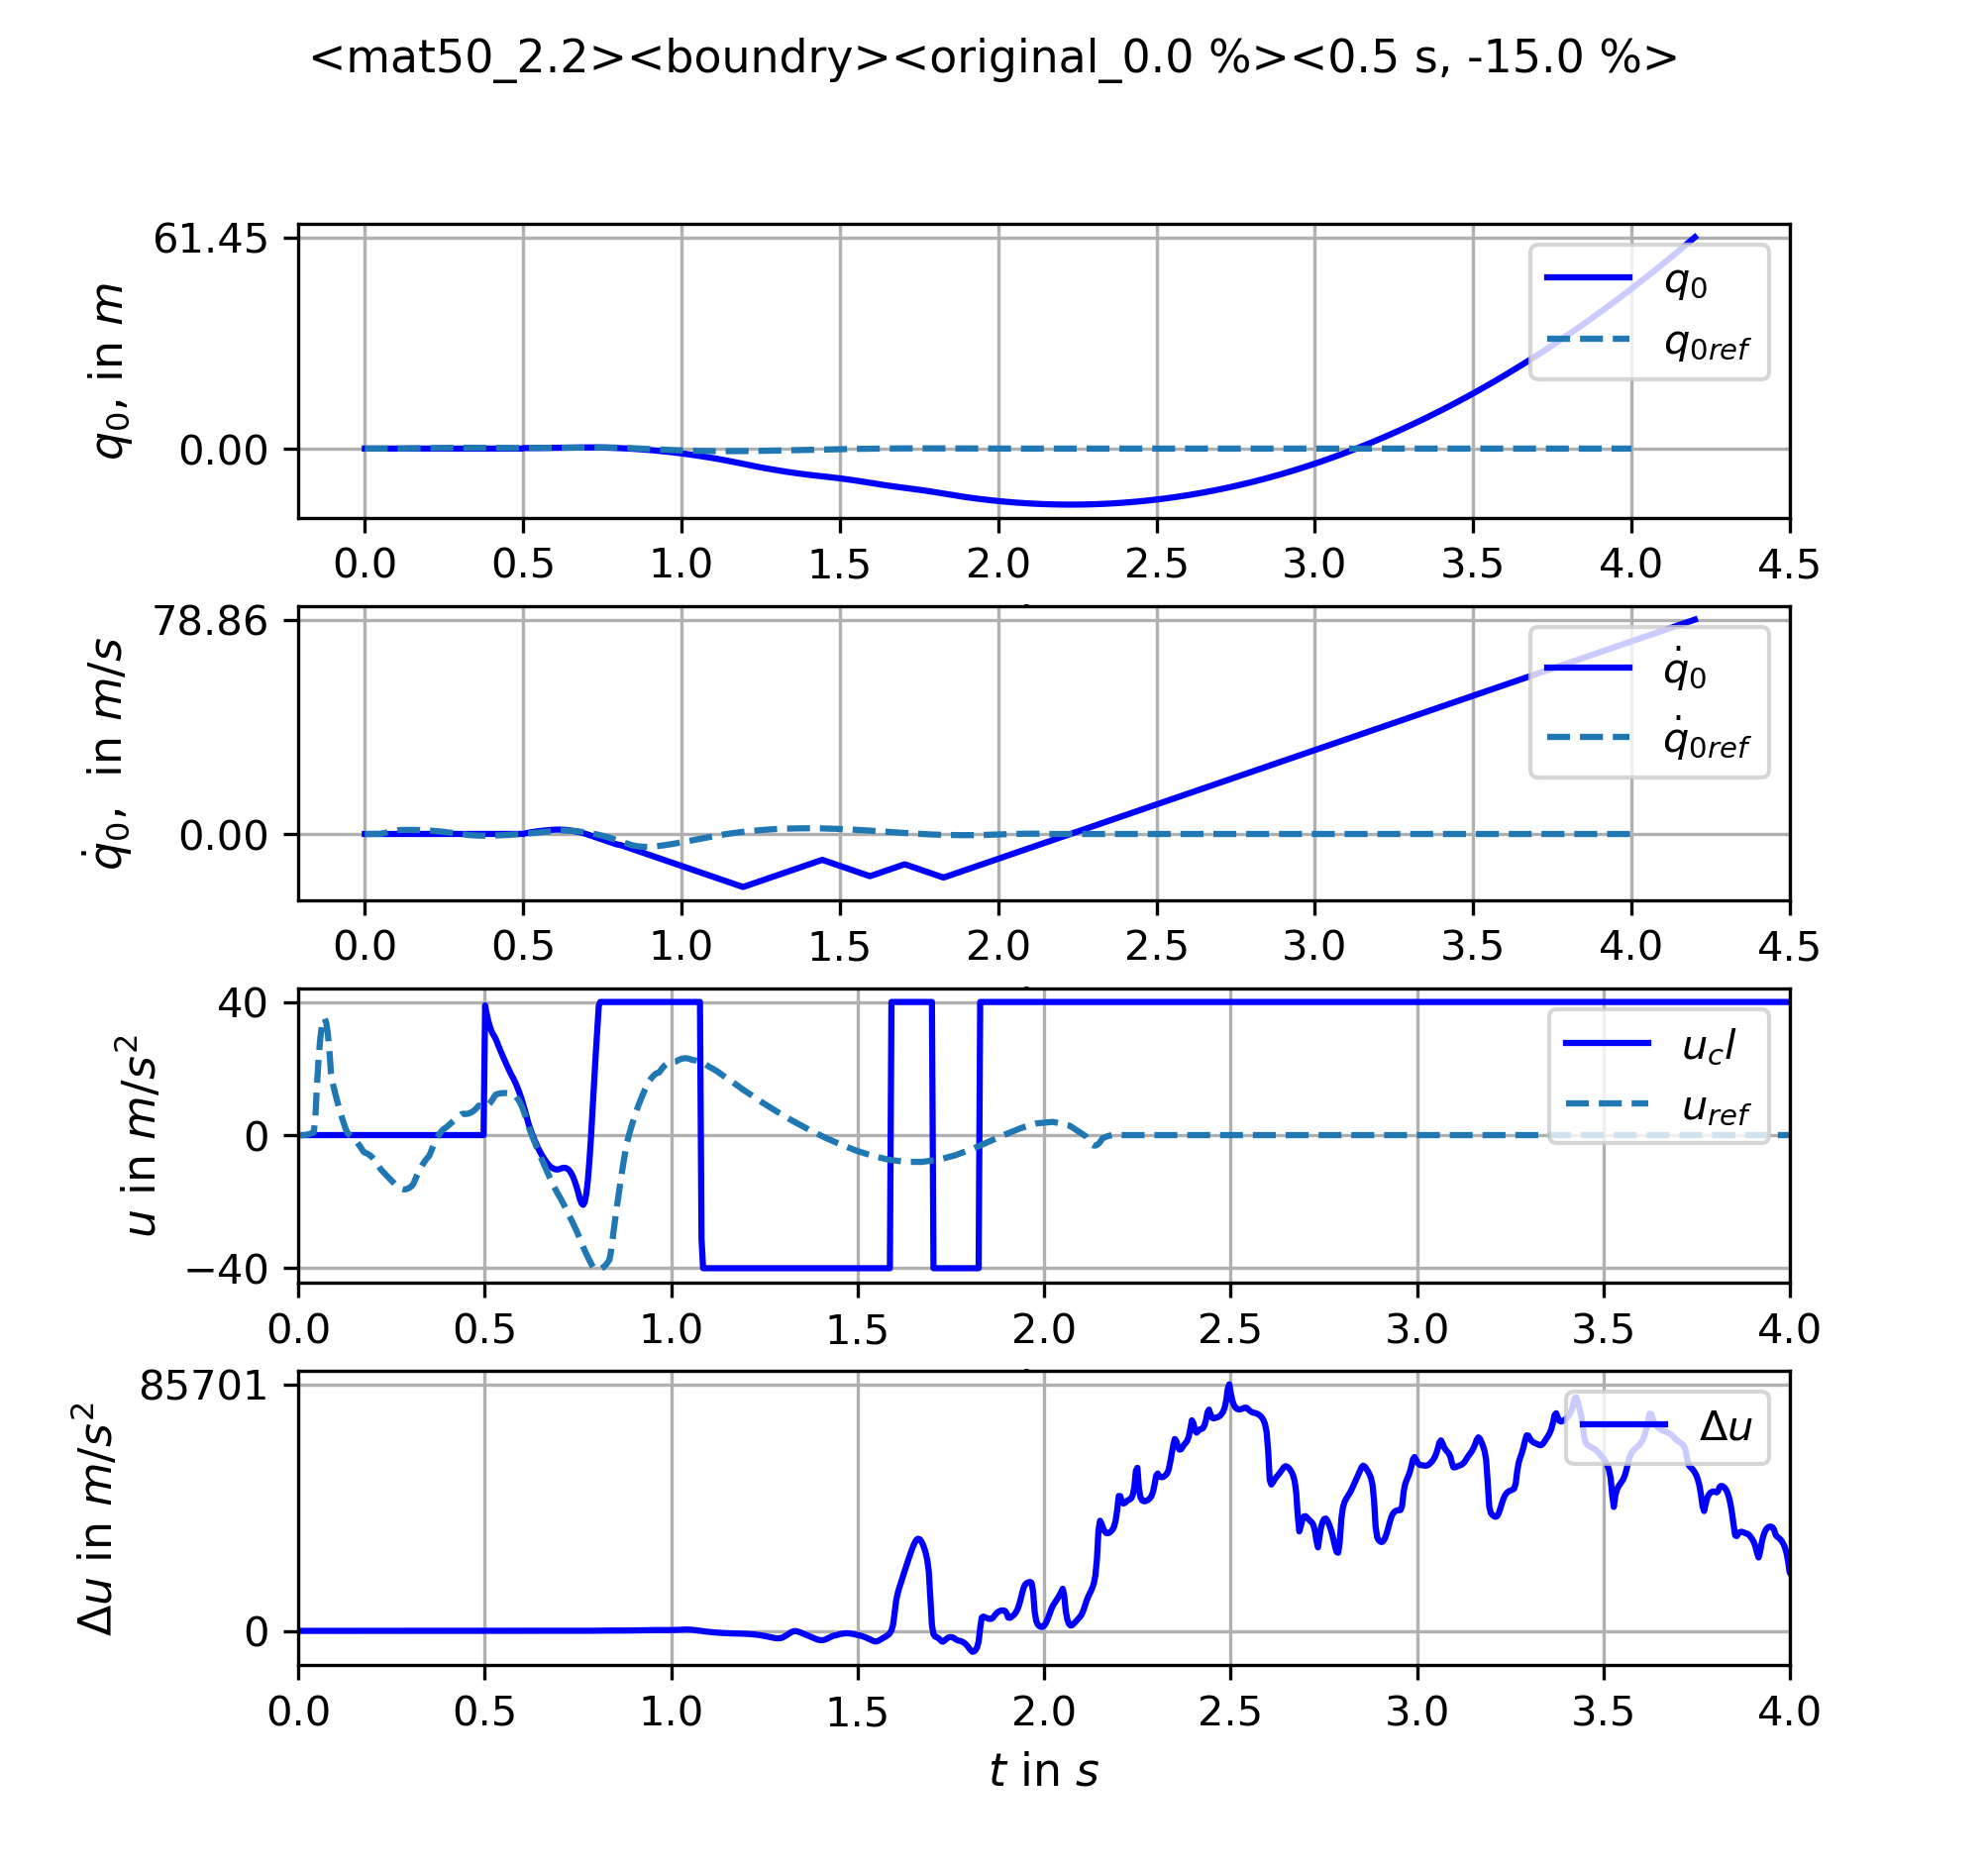 <mat50_2.2><boundry><original_0.0 %><0.5 s, -15.0 %>
61.45
0.00
q₀, in m
q₀
q₀ref
0.0 0.5 1.0 1.5 2.0 2.5 3.0 3.5 4.0 4.5
78.86
0.00
q̇₀, in m/s
q̇₀
q̇₀ref
0.0 0.5 1.0 1.5 2.0 2.5 3.0 3.5 4.0 4.5
40
0
−40
u in m/s²
u_cl
u_ref
0.0 0.5 1.0 1.5 2.0 2.5 3.0 3.5 4.0
85701
0
Δu in m/s²
Δu
0.0 0.5 1.0 1.5 2.0 2.5 3.0 3.5 4.0
t in s